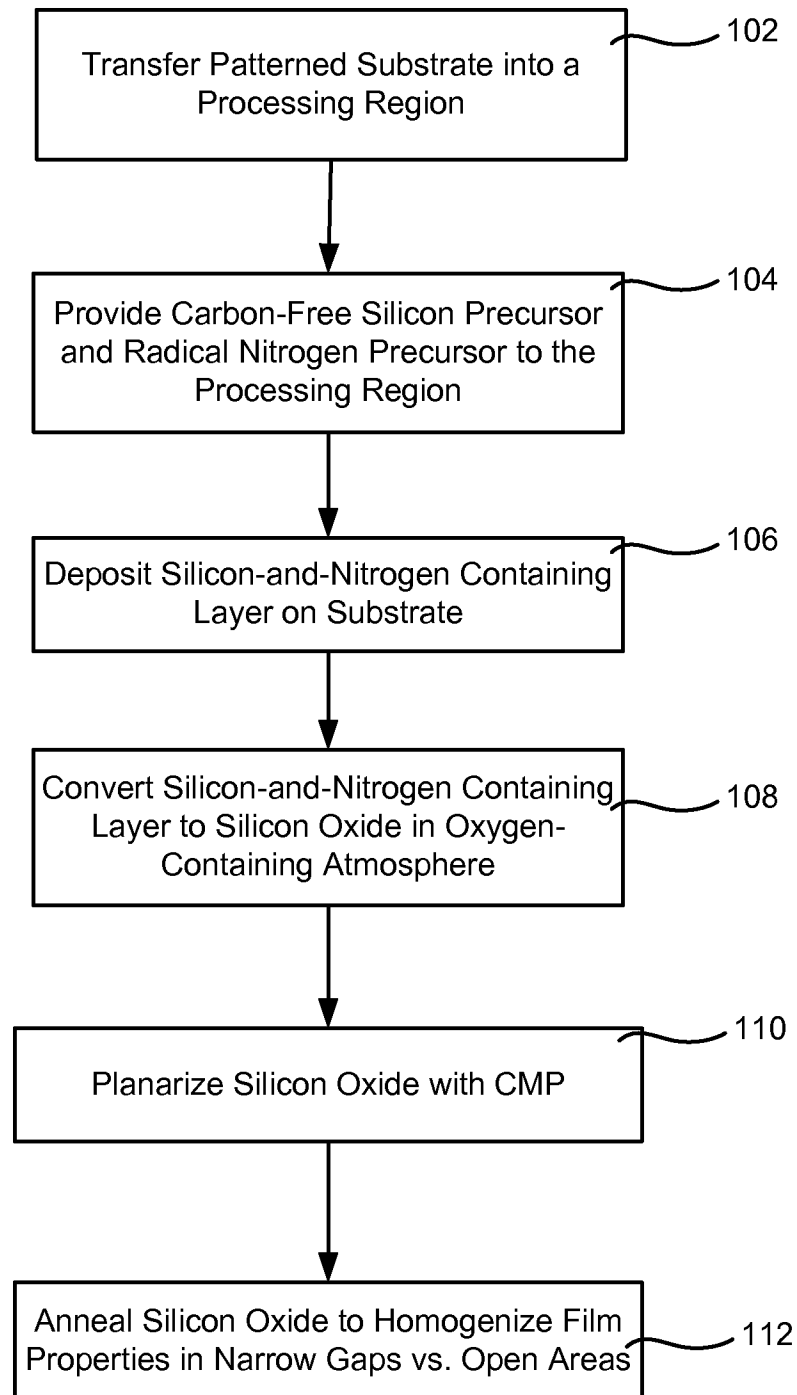 102
Transfer Patterned Substrate into a
Processing Region
104
Provide Carbon-Free Silicon Precursor
and Radical Nitrogen Precursor to the
Processing Region
106
Deposit Silicon-and-Nitrogen Containing
Layer on Substrate
108
Convert Silicon-and-Nitrogen Containing
Layer to Silicon Oxide in Oxygen-
Containing Atmosphere
110
Planarize Silicon Oxide with CMP
112
Anneal Silicon Oxide to Homogenize Film
Properties in Narrow Gaps vs. Open Areas